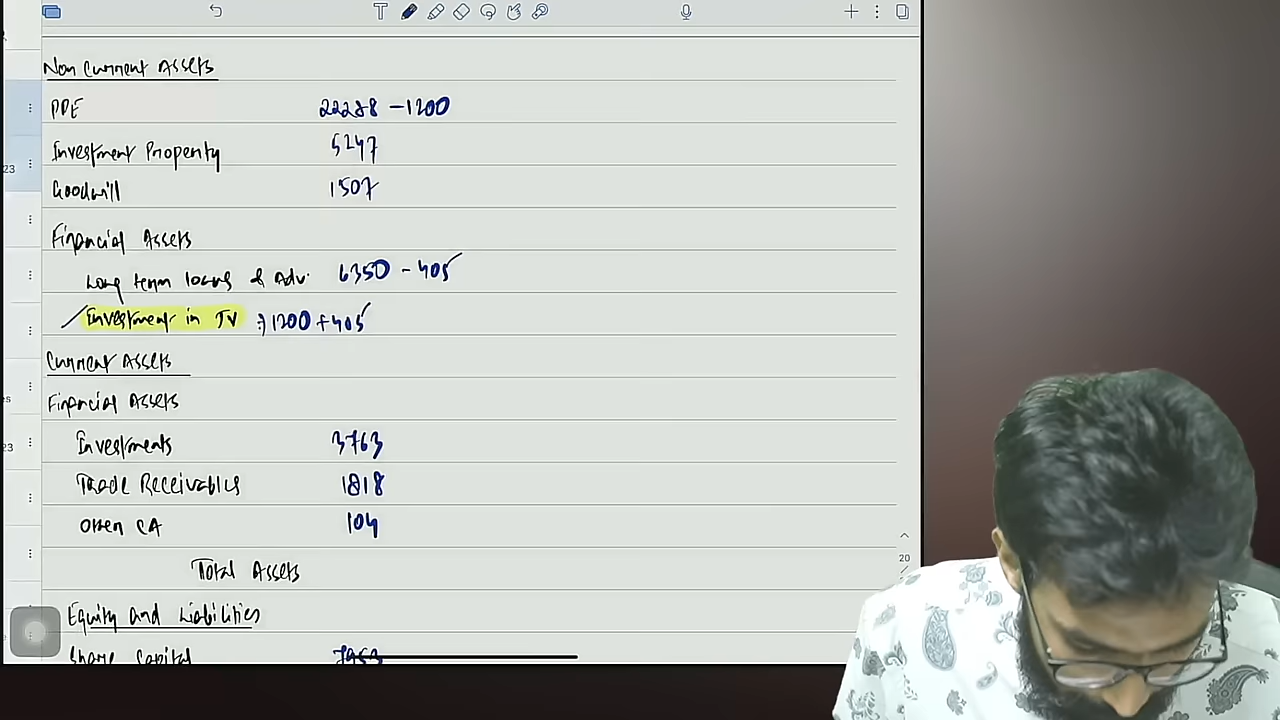 Non Current Assets
PPE 22288 - 1200
Investment Property 5247
Goodwill 1507
Financial Assets
Long term loans & Adv. 6350 - 405
Investment in JV 1200 + 405
Current Assets
Financial Assets
Investments 3763
Trade Receivables 1818
Other CA 104
20
Total Assets
Equity and Liabilities
Share Capital 7953